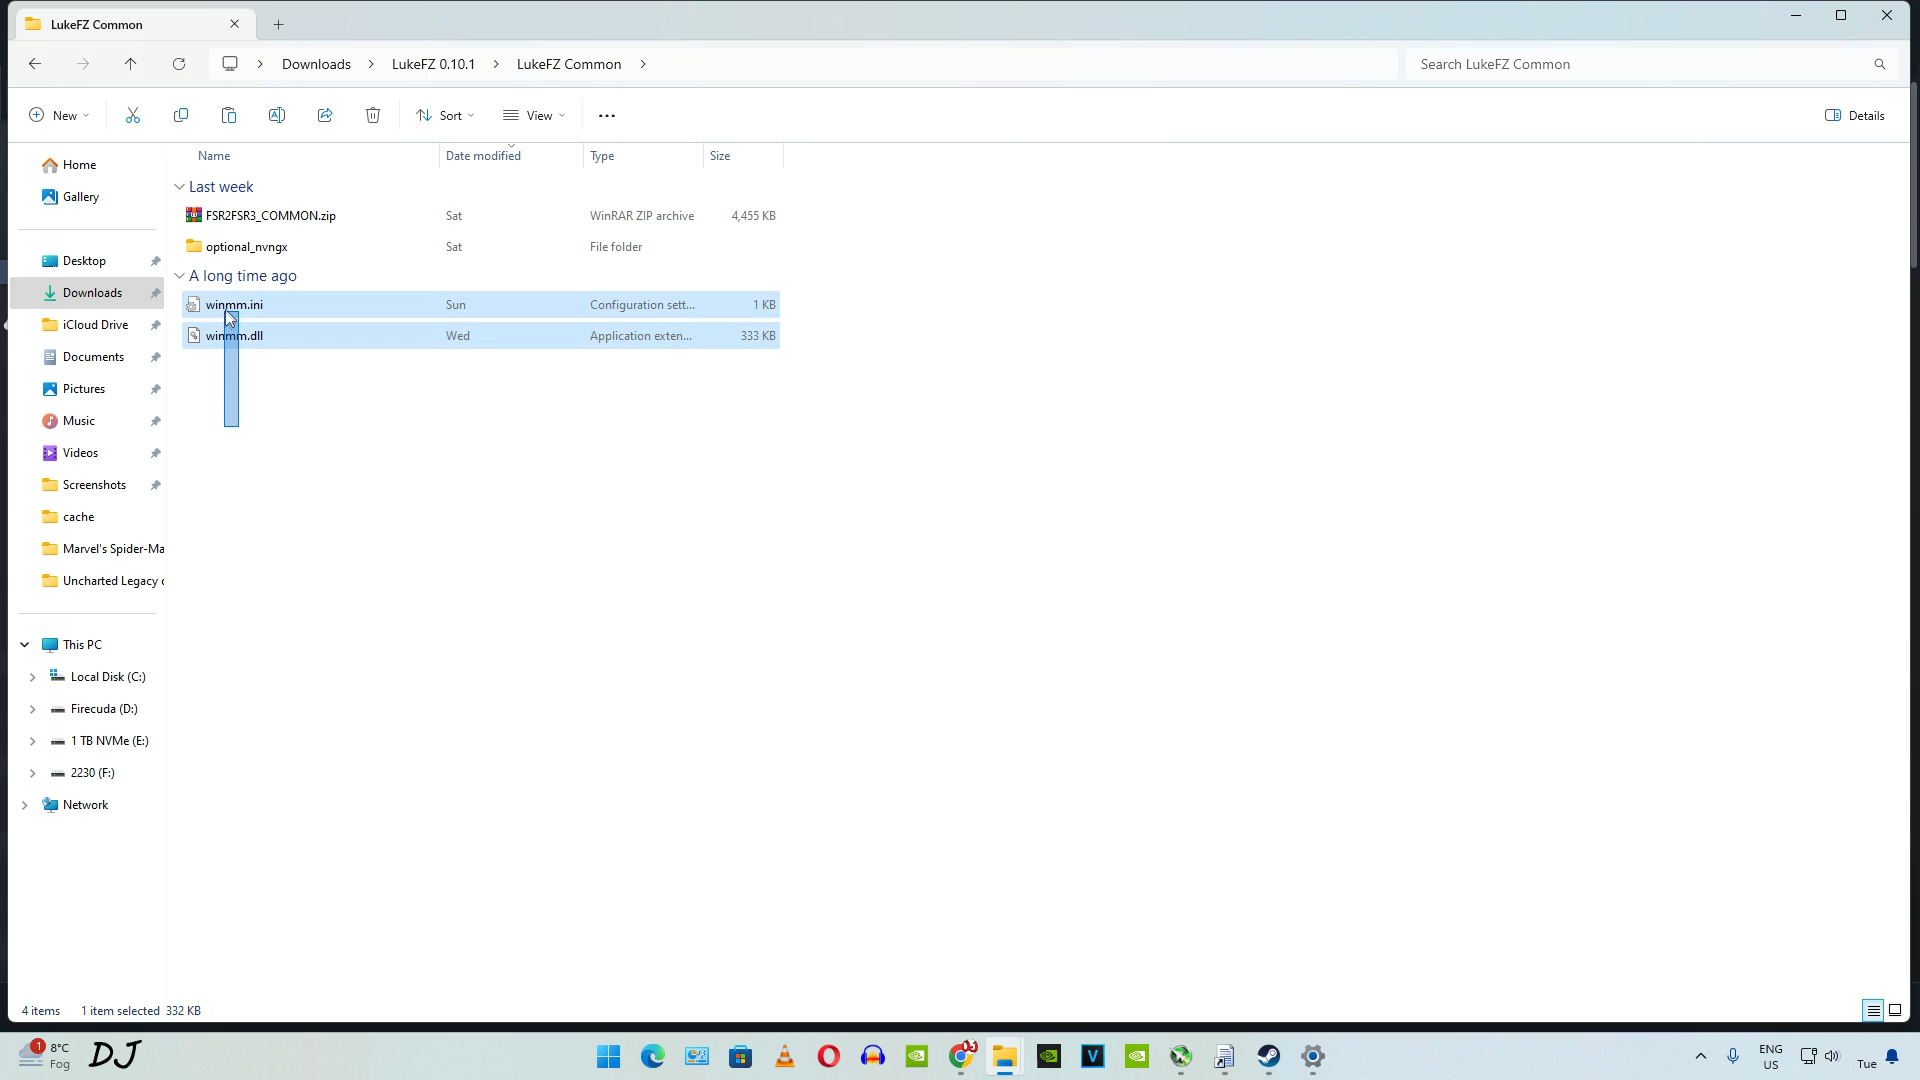 LukeFZ Common
Downloads
LukeFZ 0.10.1
LukeFZ Common
Search LukeFZ Common
New
Sort
View
Details
Name
Date modified
Type
Size
Last week
FSR2FSR3_COMMON.zip
Sat
WinRAR ZIP archive
4,455 KB
optional_nvngx
Sat
File folder
A long time ago
winmm.ini
Sun
Configuration sett...
1 KB
winmm.dll
Wed
Application exten...
333 KB
Home
Gallery
Desktop
Downloads
iCloud Drive
Documents
Pictures
Music
Videos
Screenshots
cache
Marvel's Spider-Ma
Uncharted Legacy
This PC
Local Disk (C:)
Firecuda (D:)
1 TB NVMe (E:)
2230 (F:)
Network
4 items
1 item selected 332 KB
1
8°C
Fog
DJ
V
ENG
US
Tue